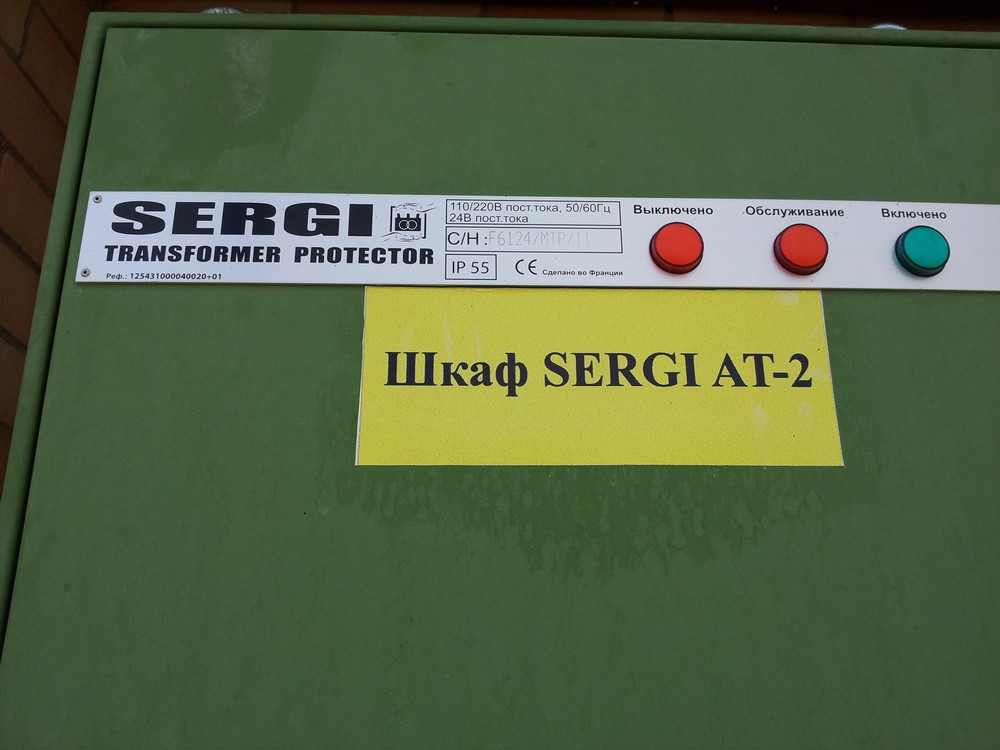 SERGI
TRANSFORMER PROTECTOR
Реф.: 125431000040020+01
110/220В пост.тока, 50/60Гц
24В пост.тока
С/Н : F6124/MTP/11
IP 55
CE Сделано во Франции
Выключено
Обслуживание
Включено
Шкаф SERGI АТ-2